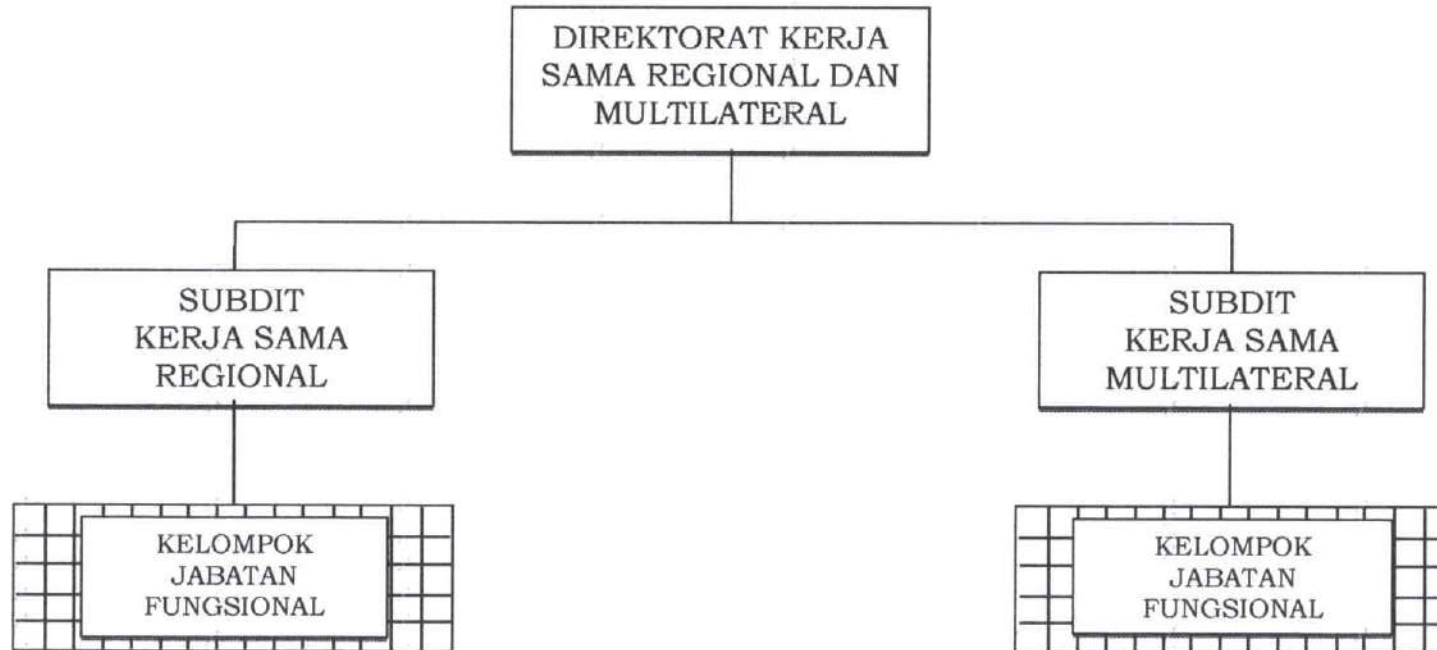 DIREKTORAT KERJA
SAMA REGIONAL DAN
MULTILATERAL
SUBDIT
KERJA SAMA
REGIONAL
SUBDIT
KERJA SAMA
MULTILATERAL
KELOMPOK
JABATAN
FUNGSIONAL
KELOMPOK
JABATAN
FUNGSIONAL